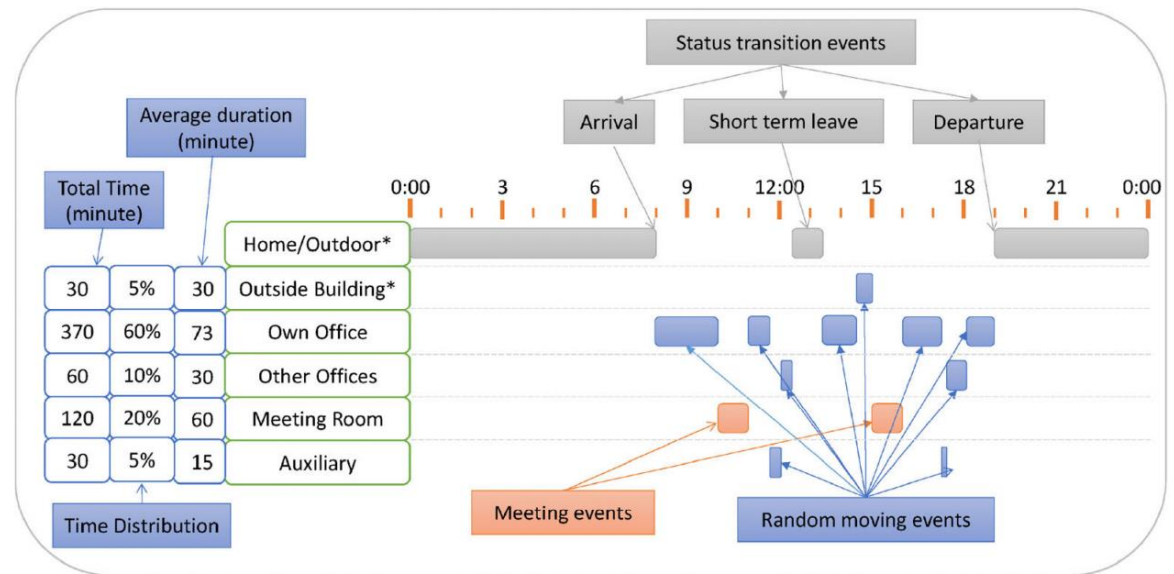 Status transition events
Average duration
(minute)
Arrival
Short term leave
Departure
Total Time
(minute)
0:00 3 6 9 12:00 15 18 21 0:00
Home/Outdoor*
30 5% 30 Outside Building*
370 60% 73 Own Office
60 10% 30 Other Offices
120 20% 60 Meeting Room
30 5% 15 Auxiliary
Time Distribution
Meeting events
Random moving events